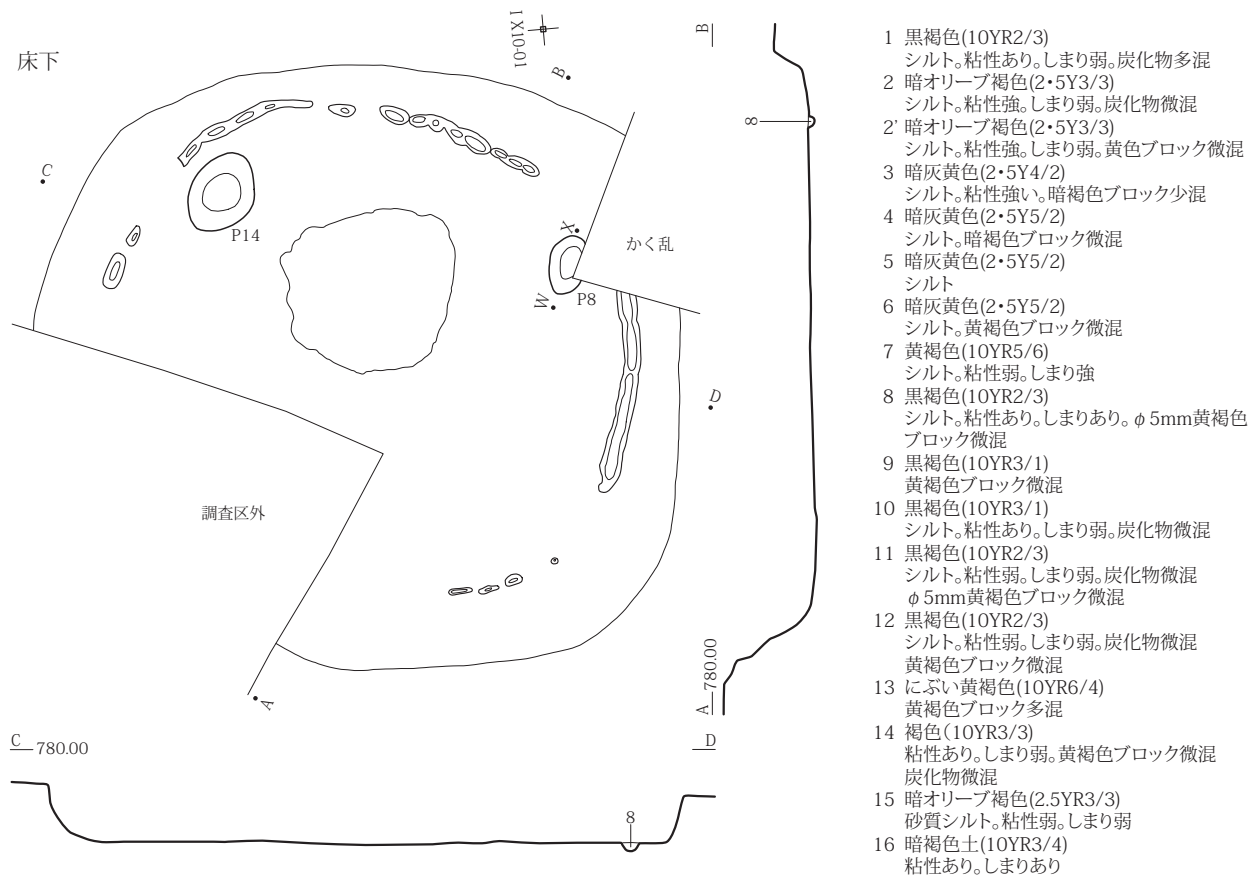 床下
I X10-01
B
B
8
C
P14
X
かく乱
W
P8
D
調査区外
A
A 780.00
C 780.00
D
8
1 黒褐色(10YR2/3)
シルト。粘性あり。しまり弱。炭化物多混
2 暗オリーブ褐色(2・5Y3/3)
シルト。粘性強。しまり弱。炭化物微混
2’ 暗オリーブ褐色(2・5Y3/3)
シルト。粘性強。しまり弱。黄色ブロック微混
3 暗灰黄色(2・5Y4/2)
シルト。粘性強い。暗褐色ブロック少混
4 暗灰黄色(2・5Y5/2)
シルト。暗褐色ブロック微混
5 暗灰黄色(2・5Y5/2)
シルト
6 暗灰黄色(2・5Y5/2)
シルト。黄褐色ブロック微混
7 黄褐色(10YR5/6)
シルト。粘性弱。しまり強
8 黒褐色(10YR2/3)
シルト。粘性あり。しまりあり。φ5mm黄褐色
ブロック微混
9 黒褐色(10YR3/1)
黄褐色ブロック微混
10 黒褐色(10YR3/1)
シルト。粘性あり。しまり弱。炭化物微混
11 黒褐色(10YR2/3)
シルト。粘性弱。しまり弱。炭化物微混
φ5mm黄褐色ブロック微混
12 黒褐色(10YR2/3)
シルト。粘性弱。しまり弱。炭化物微混
黄褐色ブロック微混
13 にぶい黄褐色(10YR6/4)
黄褐色ブロック多混
14 褐色(10YR3/3)
粘性あり。しまり弱。黄褐色ブロック微混
炭化物微混
15 暗オリーブ褐色(2.5YR3/3)
砂質シルト。粘性弱。しまり弱
16 暗褐色土(10YR3/4)
粘性あり。しまりあり